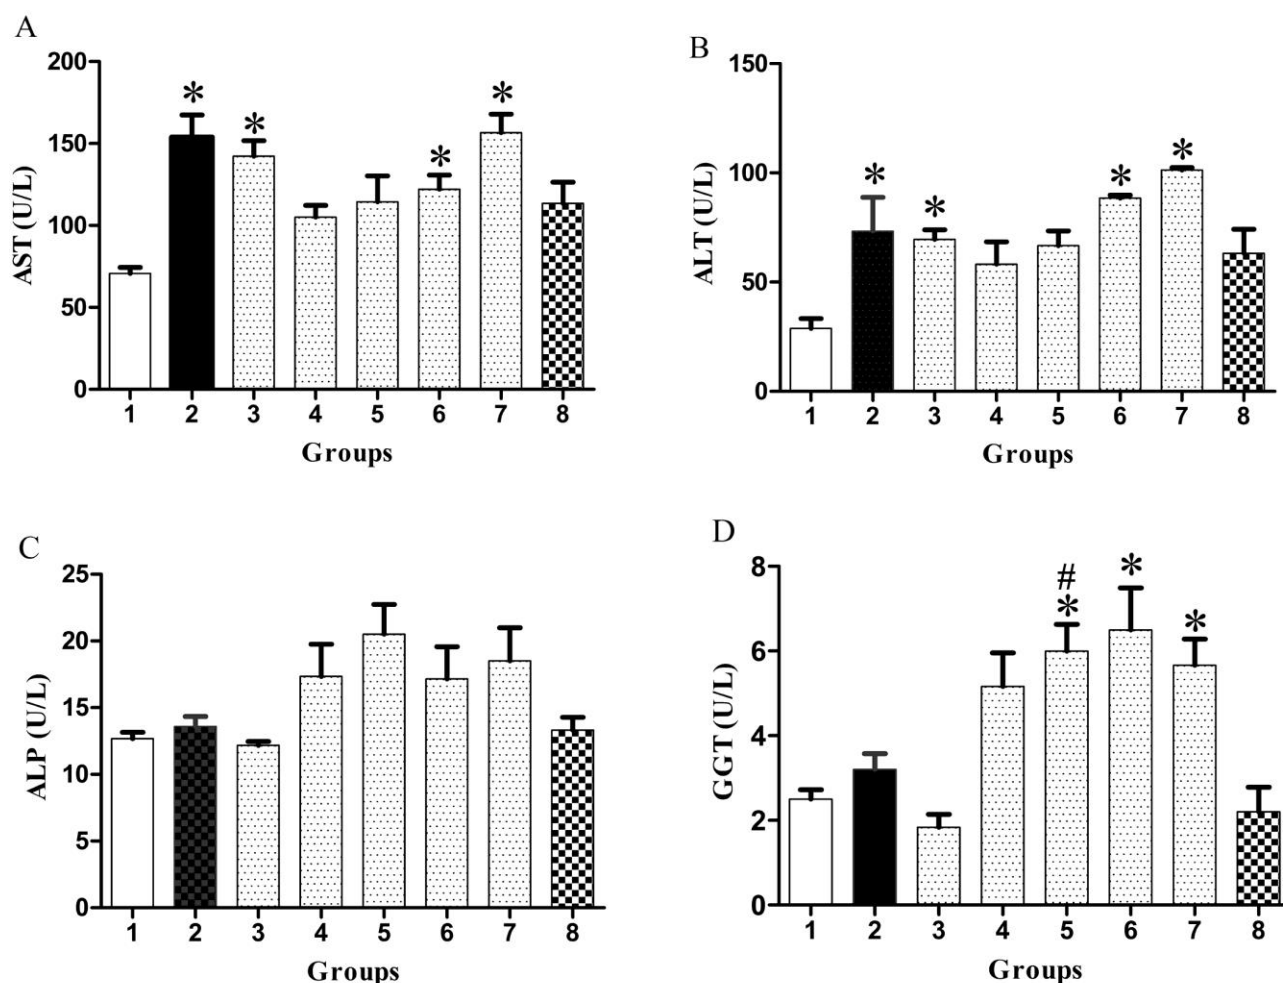 A
AST (U/L)
200
150
100
50
0
* * * *
1 2 3 4 5 6 7 8
Groups
B
ALT (U/L)
150
100
50
0
* * * *
1 2 3 4 5 6 7 8
Groups
C
ALP (U/L)
25
20
15
10
5
0
1 2 3 4 5 6 7 8
Groups
D
GGT (U/L)
8
6
4
2
0
#
* * *
1 2 3 4 5 6 7 8
Groups